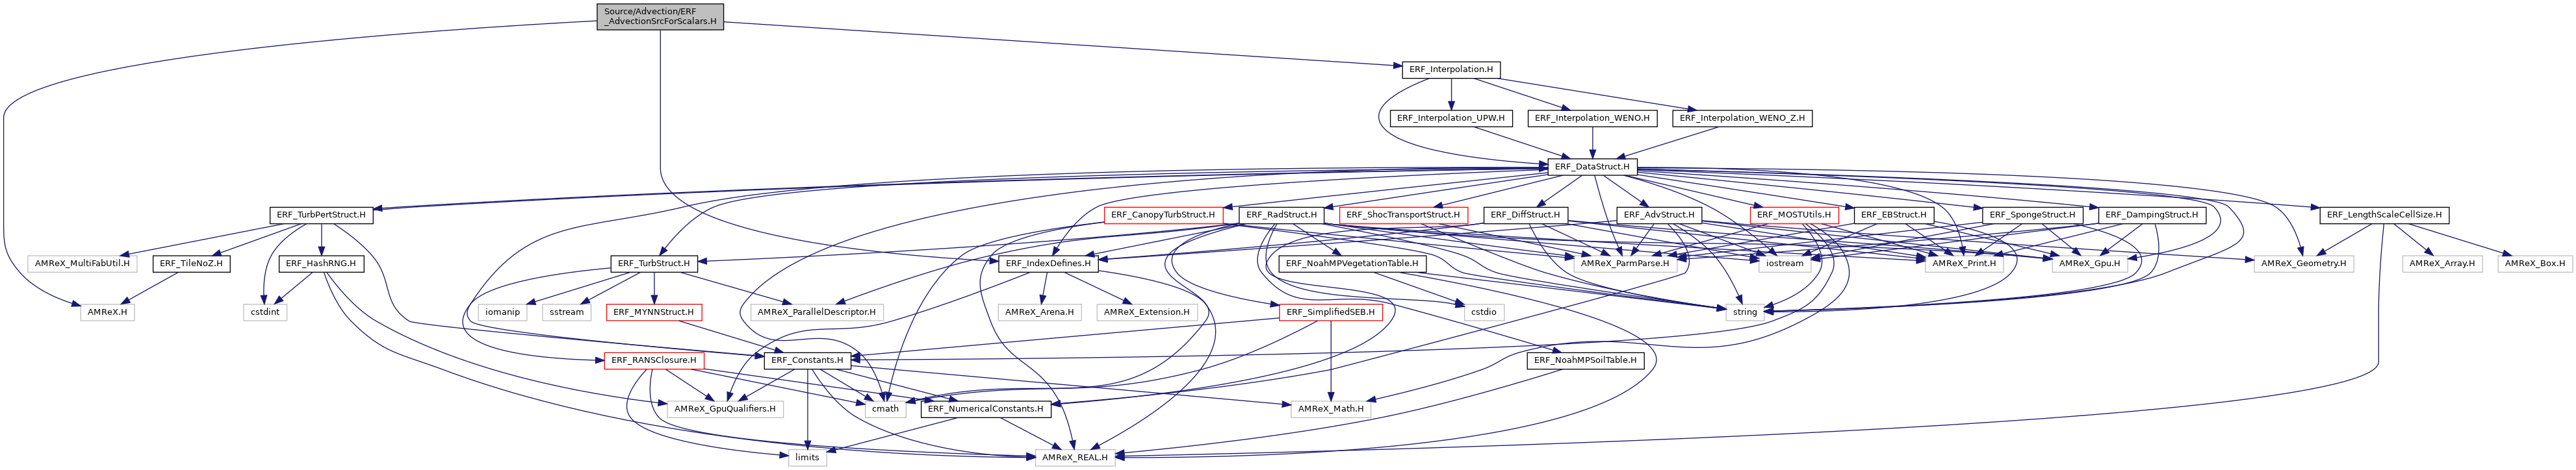 Source/Advection/ERF
_AdvectionSrcForScalars.H
ERF_Interpolation.H
ERF_Interpolation_UPW.H
ERF_Interpolation_WENO.H
ERF_Interpolation_WENO_Z.H
ERF_DataStruct.H
ERF_TurbPertStruct.H
ERF_CanopyTurbStruct.H
ERF_RadStruct.H
ERF_ShocTransportStruct.H
ERF_DiffStruct.H
ERF_AdvStruct.H
ERF_MOSTUtils.H
ERF_EBStruct.H
ERF_SpongeStruct.H
ERF_DampingStruct.H
ERF_LengthScaleCellSize.H
AMReX_MultiFabUtil.H
ERF_TileNoZ.H
ERF_HashRNG.H
ERF_TurbStruct.H
ERF_IndexDefines.H
ERF_NoahMPVegetationTable.H
AMReX_ParmParse.H
iostream
AMReX_Print.H
AMReX_Gpu.H
AMReX_Geometry.H
AMReX_Array.H
AMReX_Box.H
AMReX.H
cstdint
iomanip
sstream
ERF_MYNNStruct.H
AMReX_ParallelDescriptor.H
AMReX_Arena.H
AMReX_Extension.H
ERF_SimplifiedSEB.H
cstdio
string
ERF_RANSClosure.H
ERF_Constants.H
ERF_NoahMPSoilTable.H
AMReX_GpuQualifiers.H
cmath
ERF_NumericalConstants.H
AMReX_Math.H
limits
AMReX_REAL.H